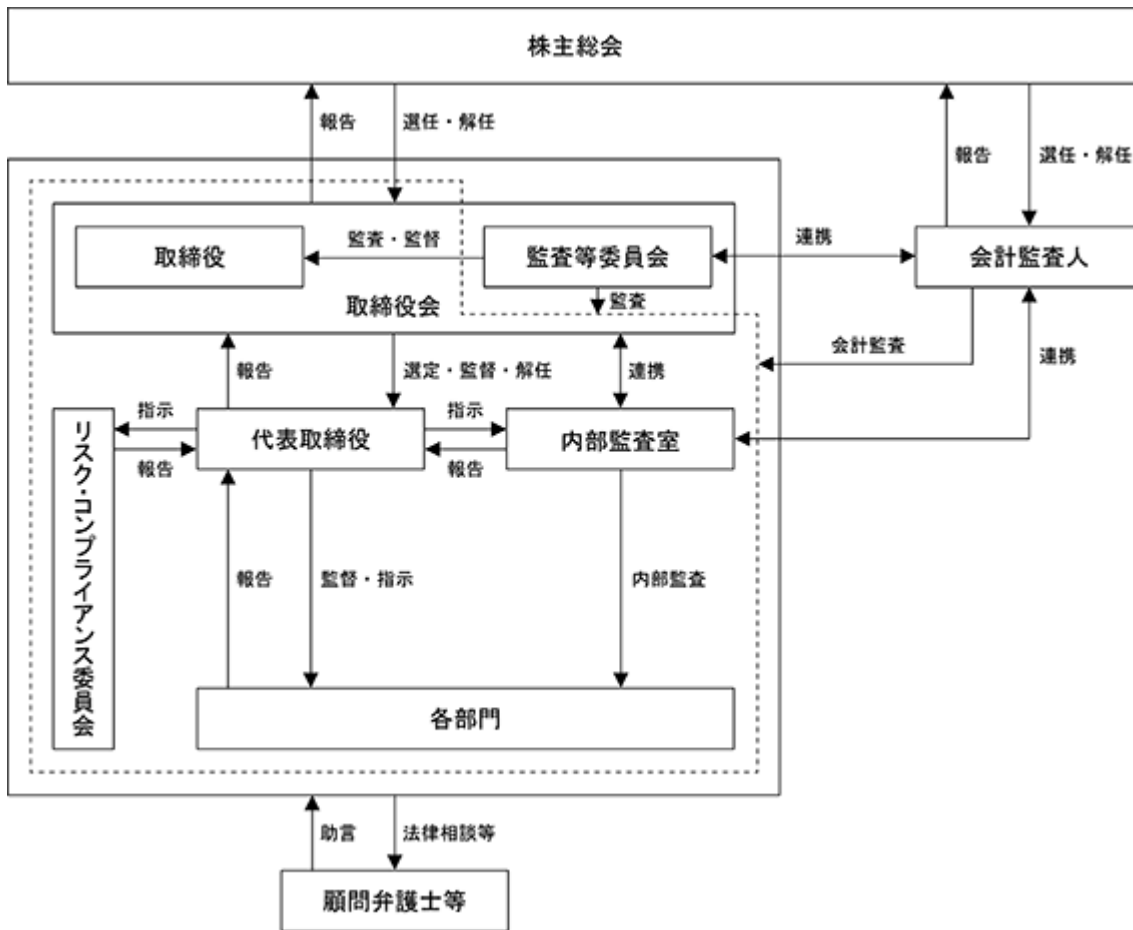 株主総会
報告
選任・解任
報告
選任・解任
取締役
監査・監督
監査等委員会
連携
会計監査人
取締役会
監査
会計監査
連携
報告
選定・監督・解任
連携
リスク・コンプライアンス委員会
指示
報告
代表取締役
指示
報告
内部監査室
報告
監督・指示
内部監査
各部門
助言
法律相談等
顧問弁護士等